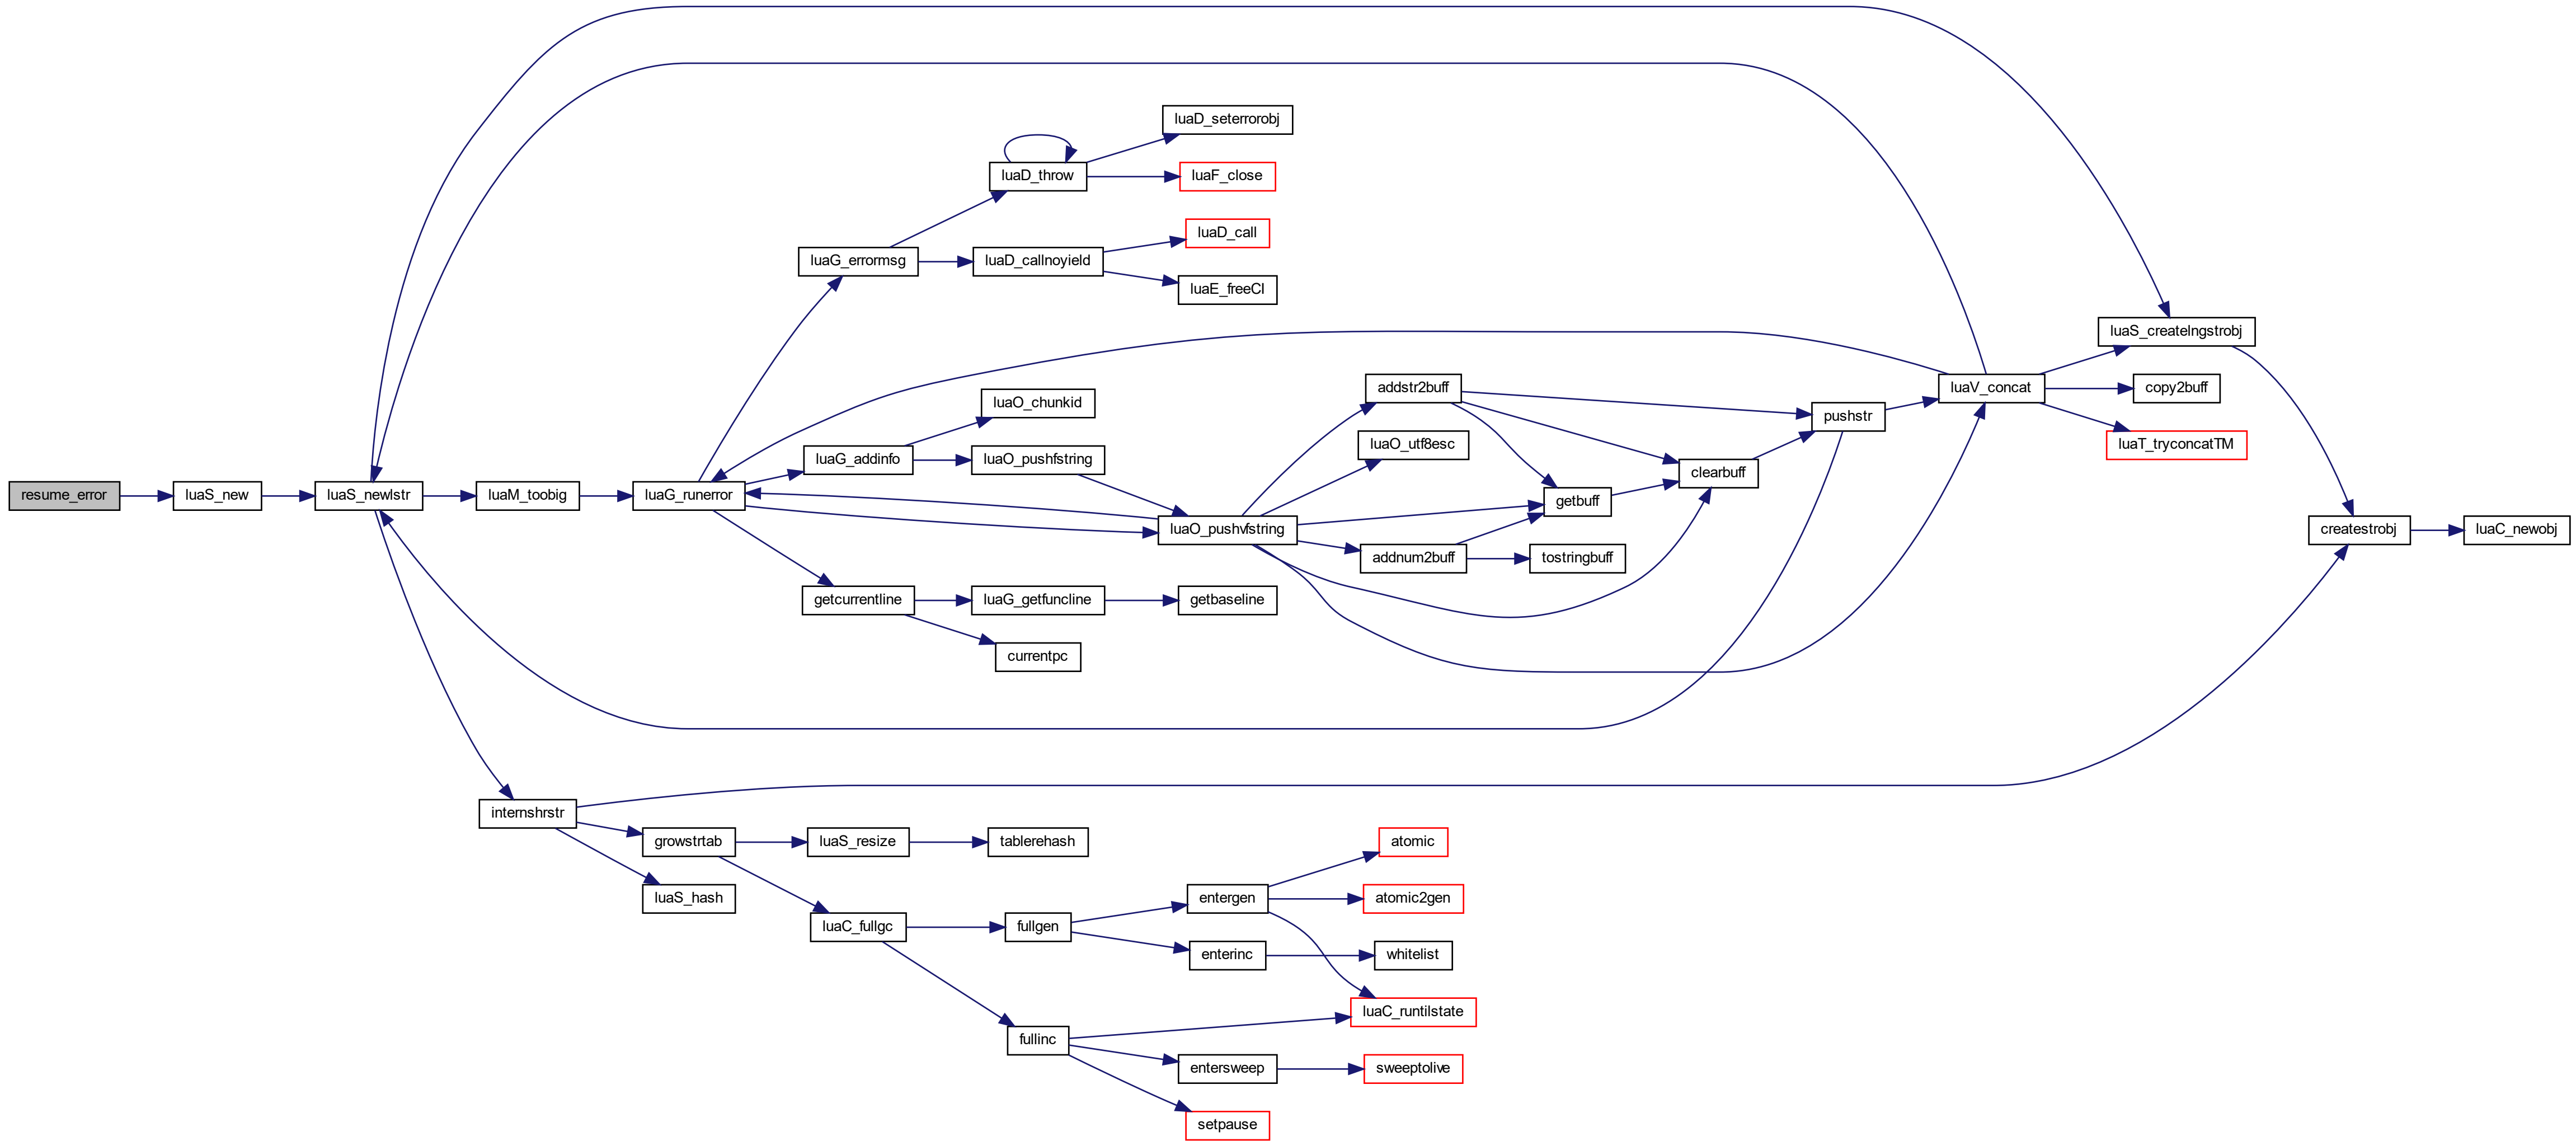 resume_error
luaS_new
luaS_newlstr
luaM_toobig
luaG_runerror
luaG_errormsg
luaD_throw
luaD_seterrorobj
luaF_close
luaD_callnoyield
luaD_call
luaE_freeCI
luaG_addinfo
luaO_chunkid
luaO_pushfstring
luaO_pushvfstring
addstr2buff
luaO_utf8esc
getbuff
addnum2buff
tostringbuff
clearbuff
pushstr
luaV_concat
luaS_createlngstrobj
copy2buff
luaT_tryconcatTM
createstrobj
luaC_newobj
getcurrentline
luaG_getfuncline
getbaseline
currentpc
internshrstr
growstrtab
luaS_resize
tablerehash
luaS_hash
luaC_fullgc
fullgen
entergen
atomic
atomic2gen
enterinc
whitelist
luaC_runtilstate
fullinc
entersweep
sweeptolive
setpause